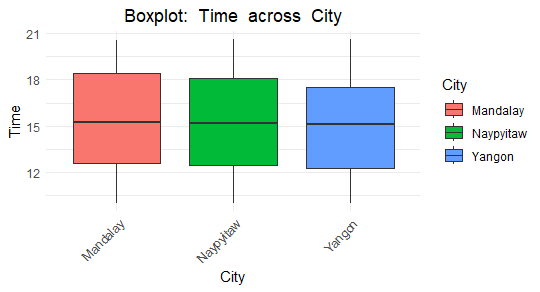 Boxplot: Time across City
21
18
15
12
Time
Mandalay
Naypyitaw
Yangon
City
City
Mandalay
Naypyitaw
Yangon